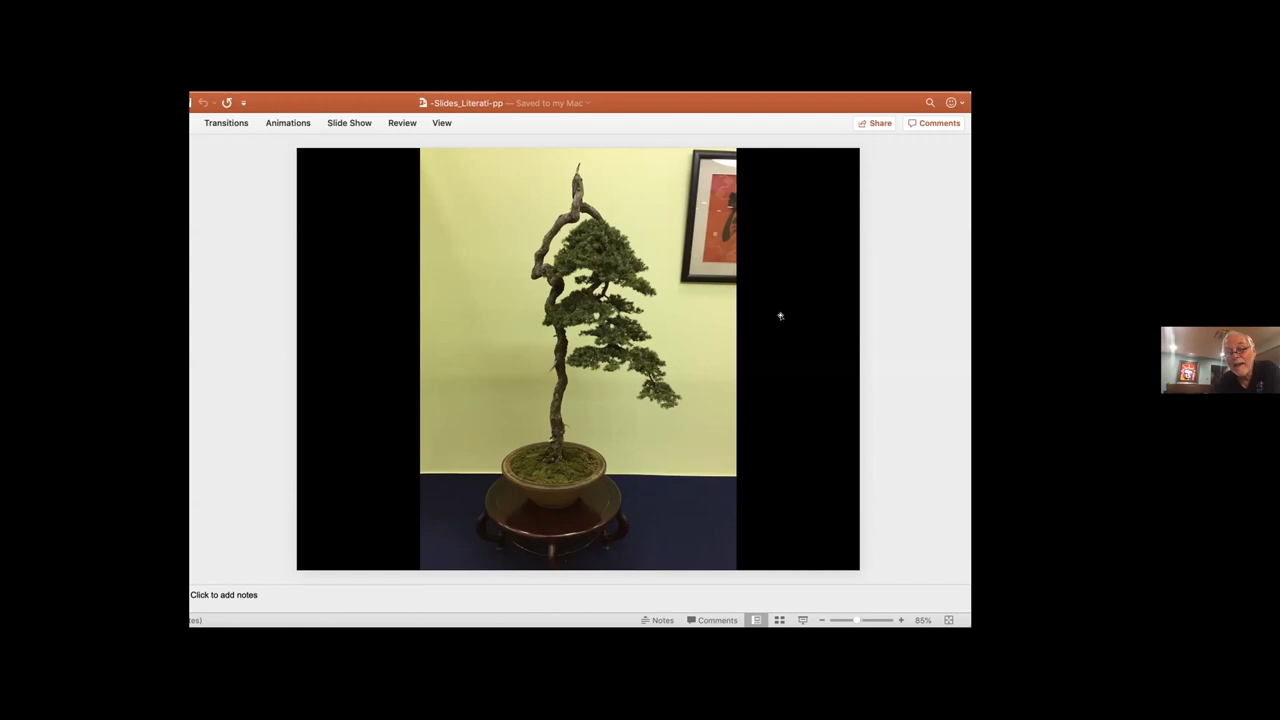 -Slides_Literati-pp — Saved to my Mac
Transitions Animations Slide Show Review View Share Comments
Click to add notes
tes) Notes Comments 85%